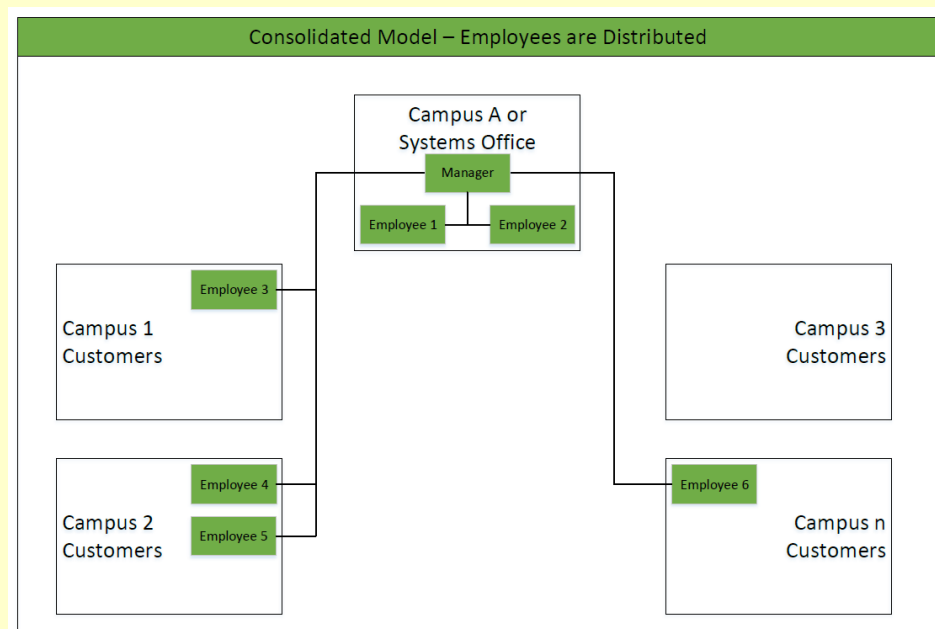 Consolidated Model – Employees are Distributed
Campus A or
Systems Office
Manager
Employee 1
Employee 2
Employee 3
Campus 1
Customers
Campus 3
Customers
Employee 4
Employee 5
Campus 2
Customers
Employee 6
Campus n
Customers